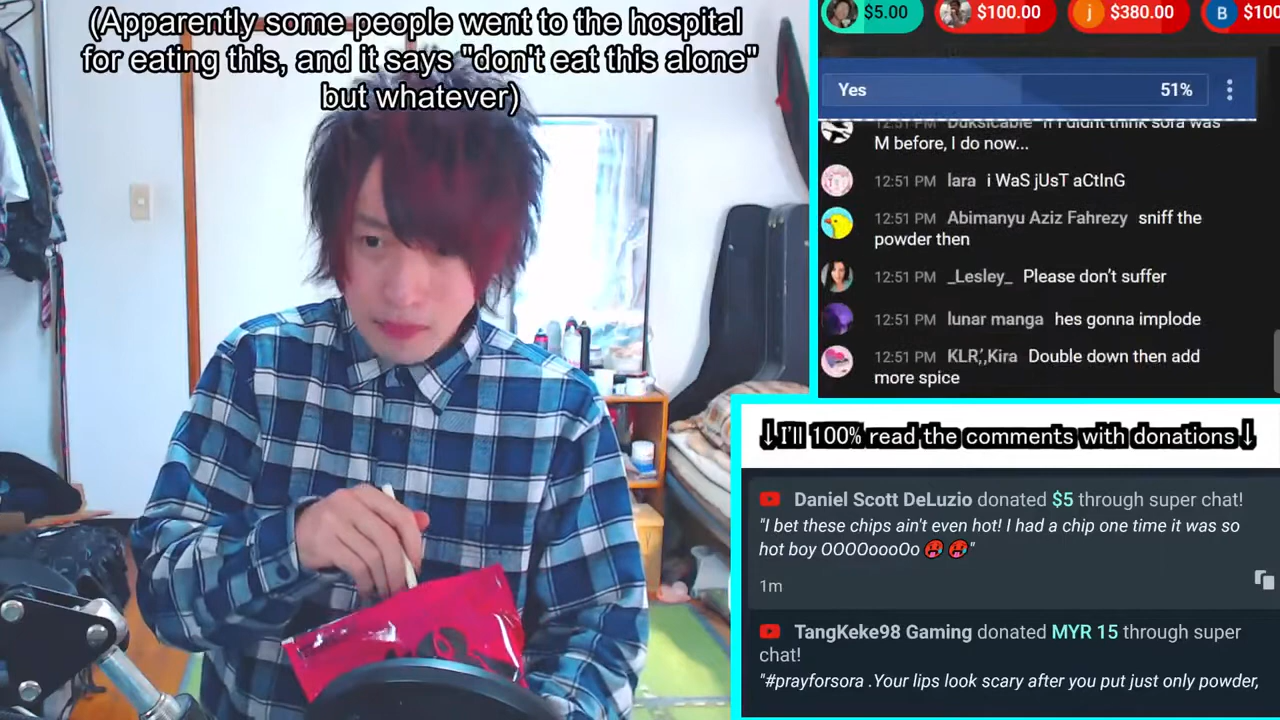 (Apparently some people went to the hospital
for eating this, and it says "don't eat this alone"
but whatever)
$5.00
$100.00
j $380.00
B $100
Yes 51%
12:51 PM Duksicable if I didnt think sora was
M before, I do now...
12:51 PM lara i WaS jUsT aCtInG
12:51 PM Abimanyu Aziz Fahrezy sniff the
powder then
12:51 PM _Lesley_ Please don’t suffer
12:51 PM lunar manga hes gonna implode
12:51 PM KLR,',Kira Double down then add
more spice
↓I'll 100% read the comments with donations↓
Daniel Scott DeLuzio donated $5 through super chat!
"I bet these chips ain't even hot! I had a chip one time it was so
hot boy OOOOoooOo 🥵 🥵"
1m
TangKeke98 Gaming donated MYR 15 through super
chat!
"#prayforsora .Your lips look scary after you put just only powder,